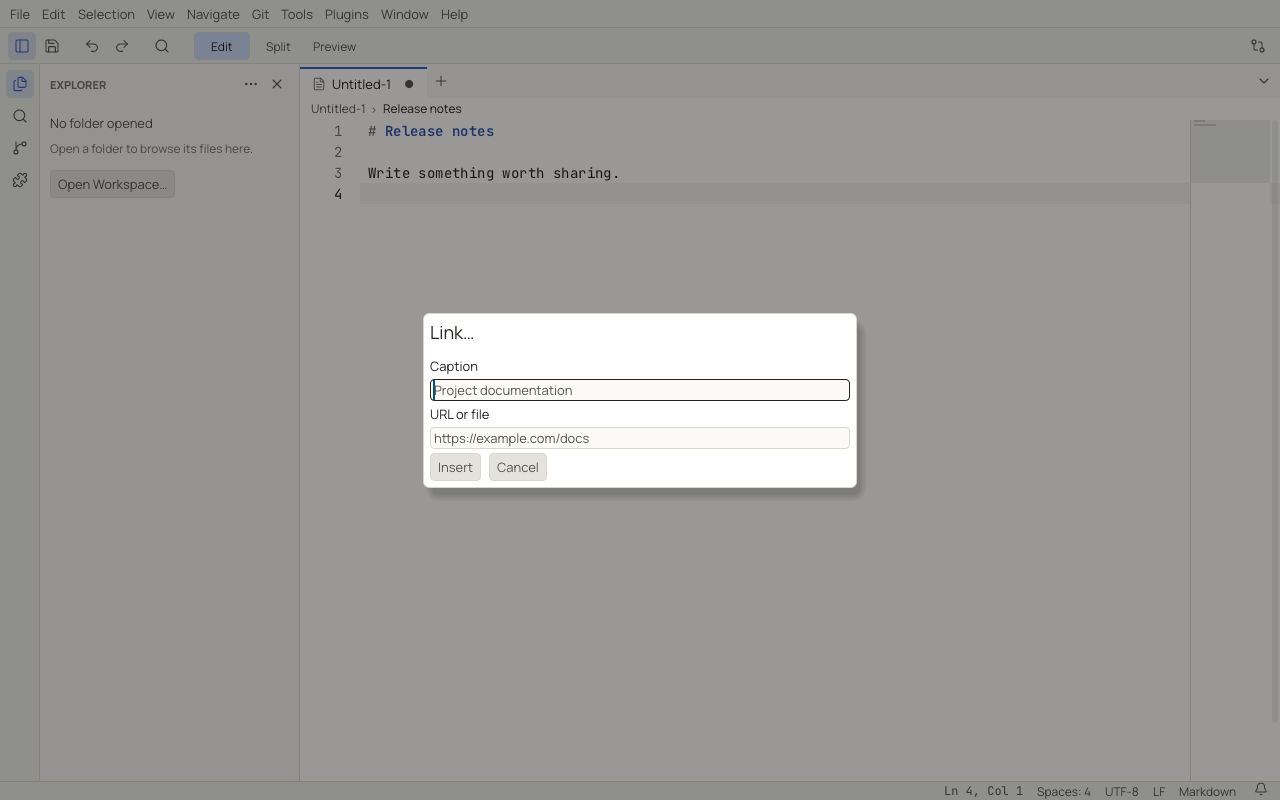 File Edit Selection View Navigate Git Tools Plugins Window Help
Edit Split Preview
EXPLORER
No folder opened
Open a folder to browse its files here.
Open Workspace…
Untitled-1
Untitled-1 › Release notes
1 # Release notes
2
3 Write something worth sharing.
4
Link…
Caption
Project documentation
URL or file
https://example.com/docs
Insert Cancel
Ln 4, Col 1 Spaces: 4 UTF-8 LF Markdown